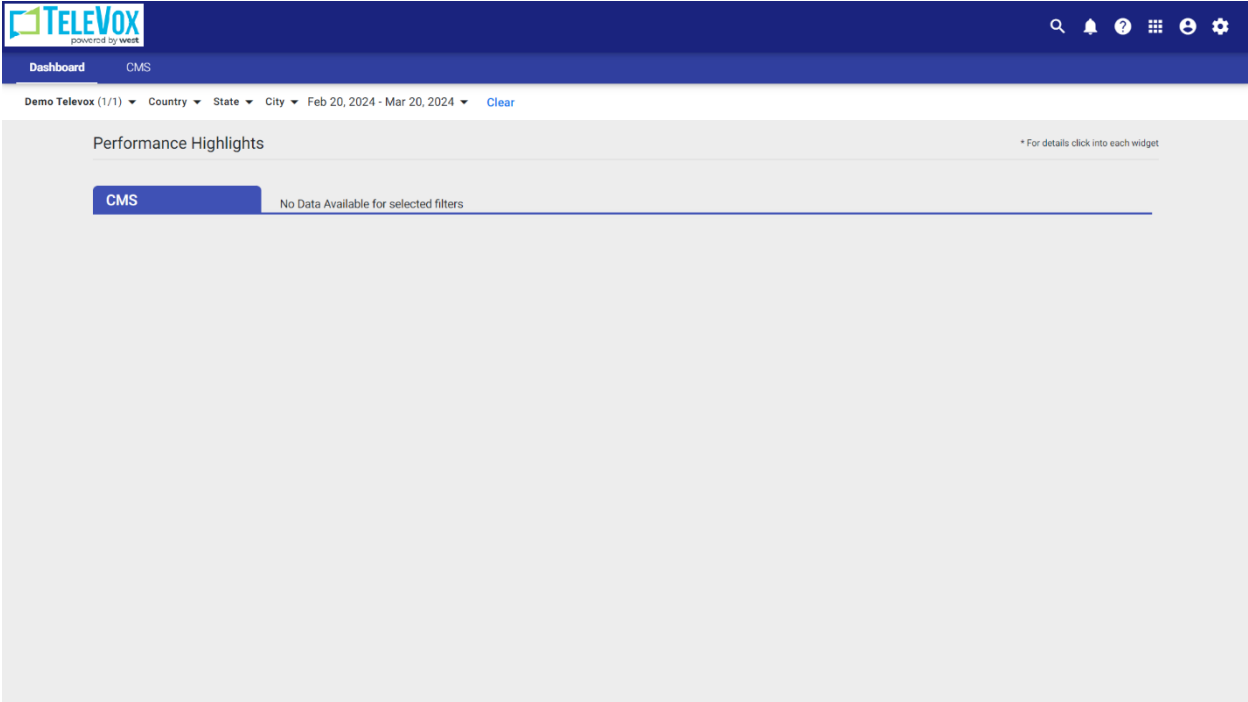 TELEVOX
powered by west
Dashboard CMS
Demo Televox (1/1) Country State City Feb 20, 2024 - Mar 20, 2024 Clear
Performance Highlights * For details click into each widget
CMS No Data Available for selected filters